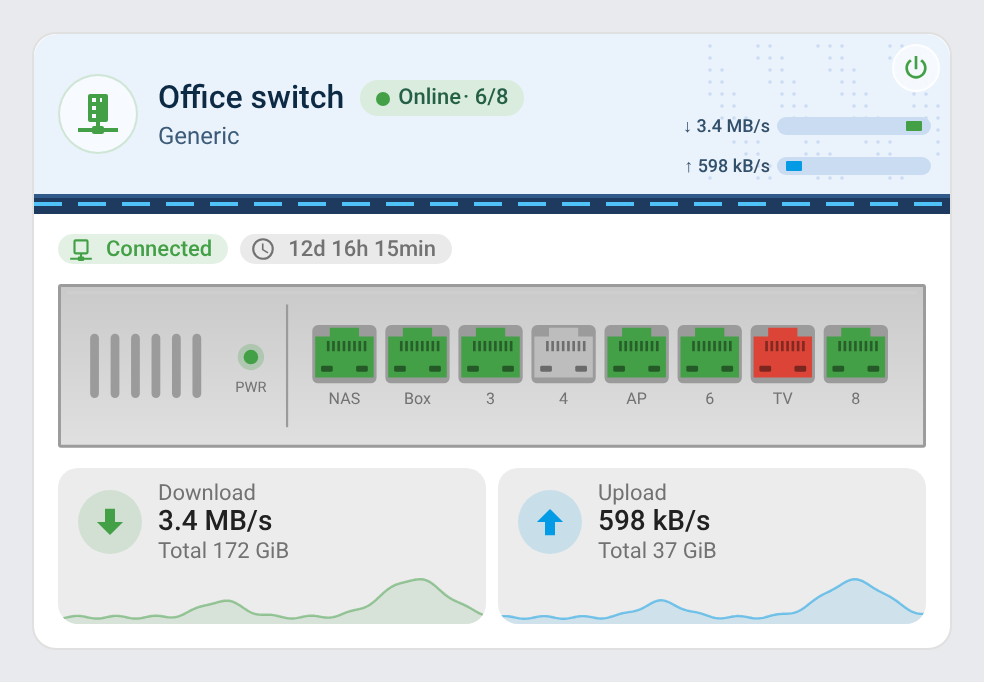 Office switch
Online · 6/8
Generic
↓ 3.4 MB/s
↑ 598 kB/s
Connected
12d 16h 15min
PWR
NAS Box 3 4 AP 6 TV 8
Download
3.4 MB/s
Total 172 GiB
Upload
598 kB/s
Total 37 GiB